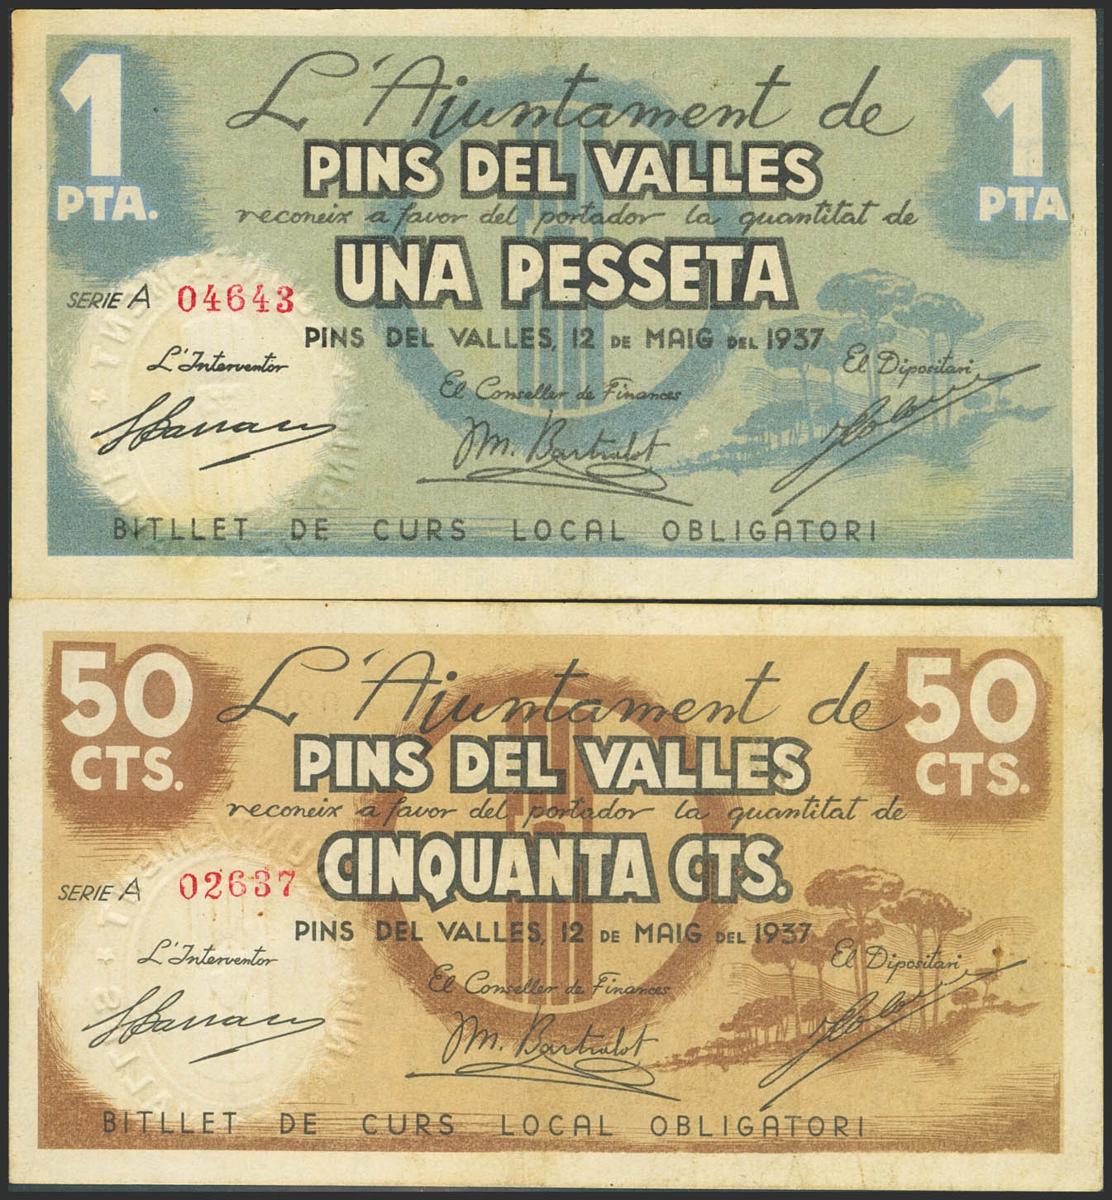 1 PTA.
1 PTA
L'Ajuntament de
PINS DEL VALLES
reconeix a favor del portador la quantitat de
UNA PESSETA
SERIE A 04643
PINS DEL VALLES, 12 DE MAIG DEL 1937
L'Interventor
El Conseller de Finances
El Dipositari
M. Bartralot
BITLLET DE CURS LOCAL OBLIGATORI
50 CTS.
50 CTS.
L'Ajuntament de
PINS DEL VALLES
reconeix a favor del portador la quantitat de
CINQUANTA CTS.
SERIE A 02637
PINS DEL VALLES, 12 DE MAIG DEL 1937
L'Interventor
El Conseller de Finances
El Dipositari
M. Bartralot
BITLLET DE CURS LOCAL OBLIGATORI